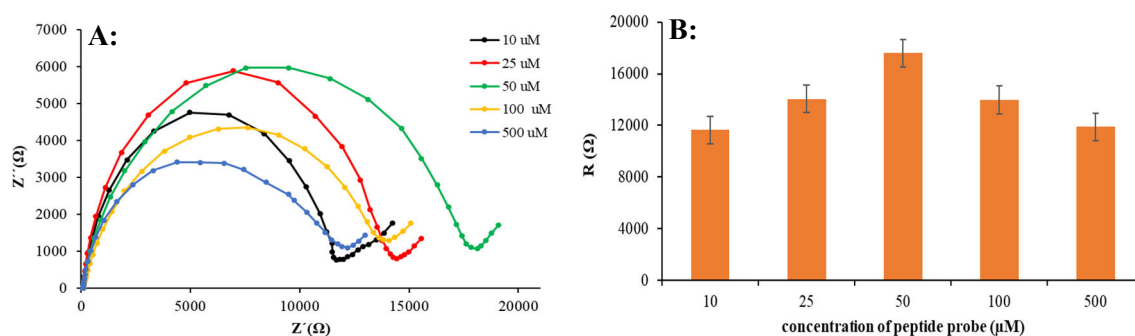 A:
7000
6000
5000
4000
3000
2000
1000
0
Z´´(Ω)
0
5000
10000
15000
20000
Z´(Ω)
10 uM
25 uM
50 uM
100 uM
500 uM
B:
20000
16000
12000
8000
4000
0
R (Ω)
10
25
50
100
500
concentration of peptide probe (μM)